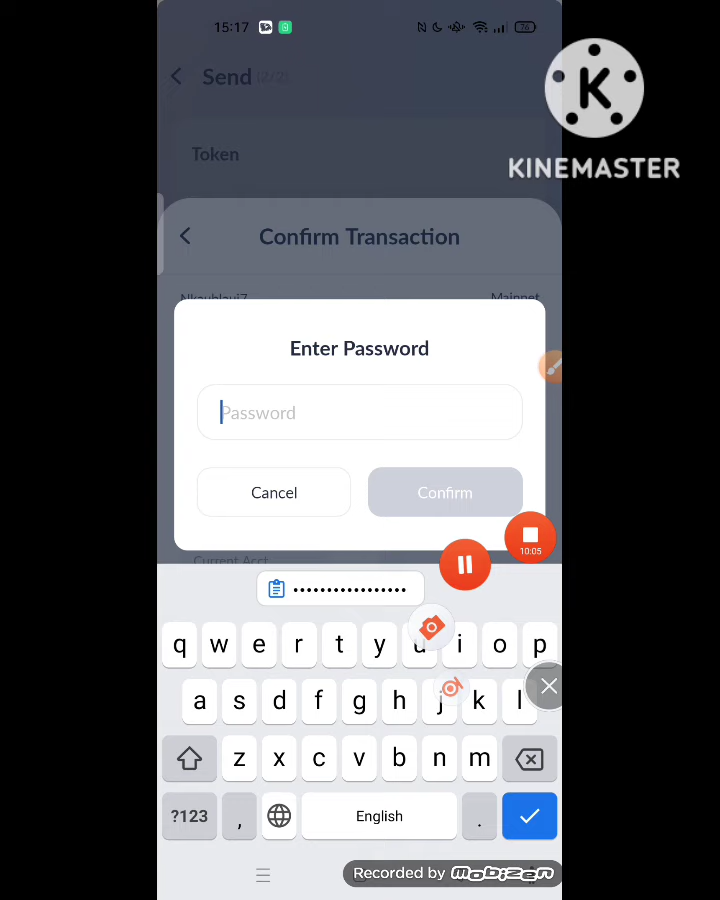 15:17
76
Send (2/2)
KINEMASTER
Token
Confirm Transaction
Mainnet
Enter Password
Password
Cancel
Confirm
10:05
Current Acct
q w e r t y u i o p
a s d f g h j k l
z x c v b n m
?123 , English .
Recorded by mobizen